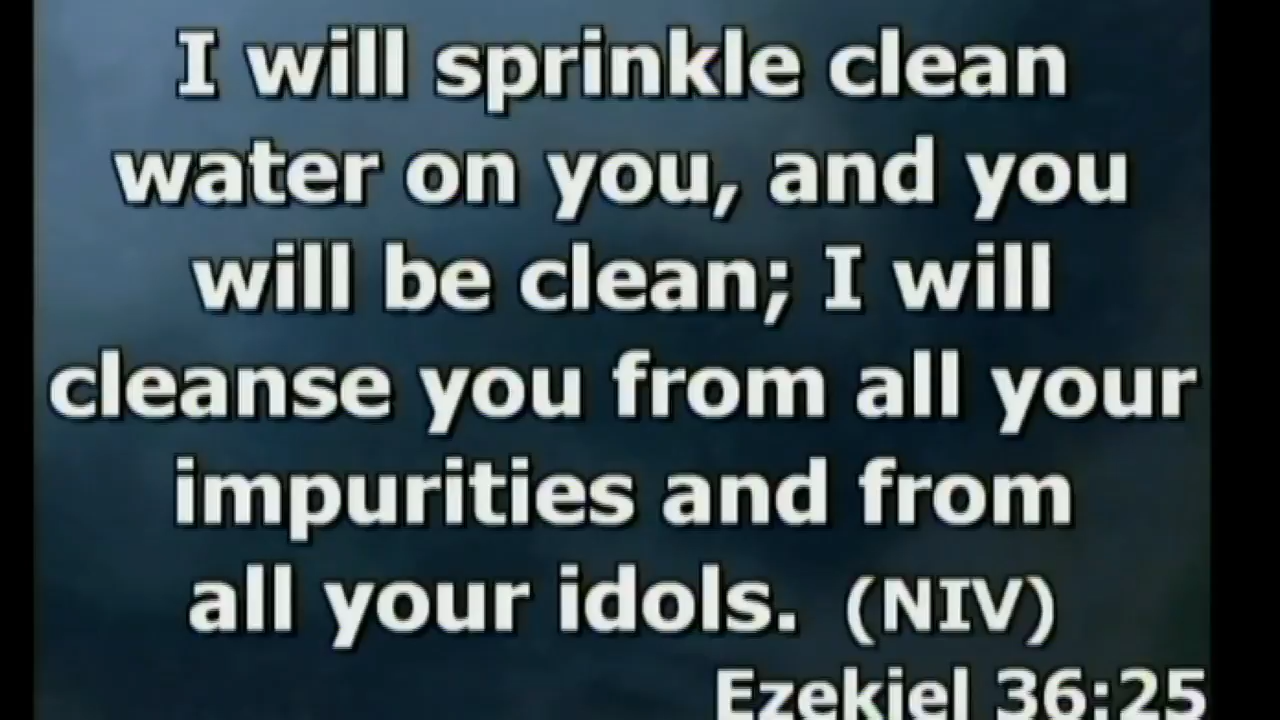 I will sprinkle clean
water on you, and you
will be clean; I will
cleanse you from all your
impurities and from
all your idols.  (NIV)
Ezekiel 36:25